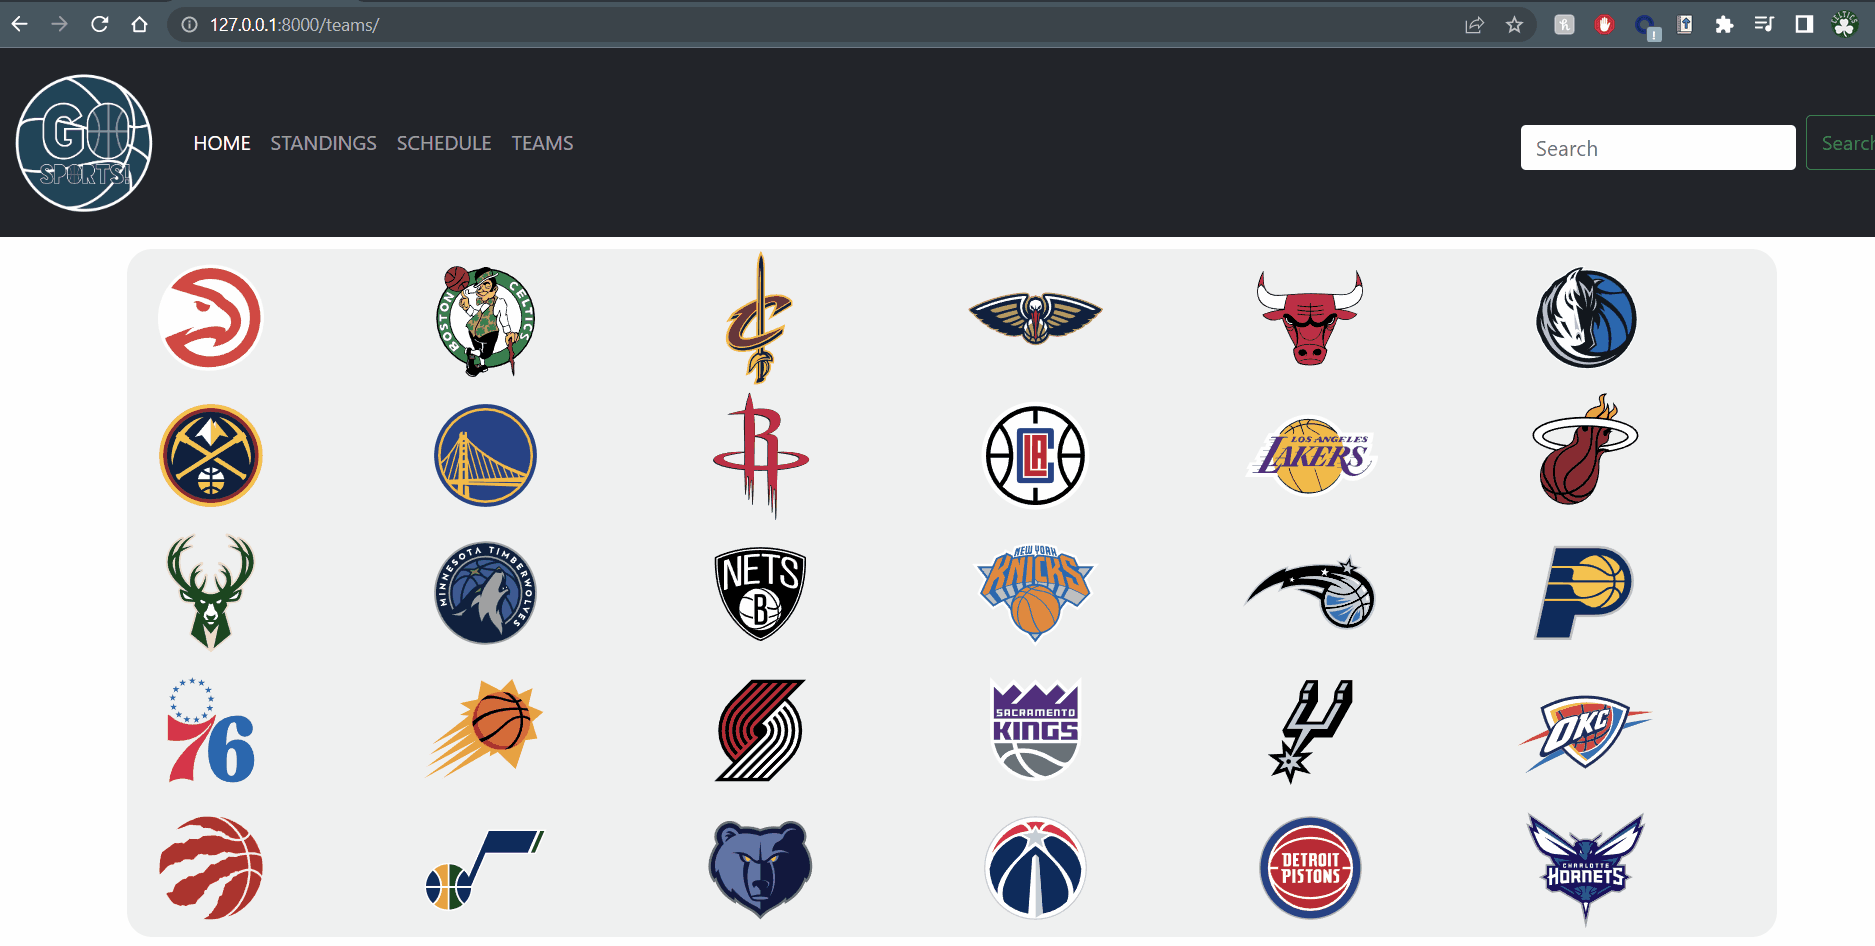 127.0.0.1:8000/teams/
GO
SPORTS!
HOME STANDINGS SCHEDULE TEAMS
Search
Search
BOSTON CELTICS
C
R
LA
C
LOS ANGELES
LAKERS
MINNESOTA TIMBERWOLVES
NETS
B
NEW YORK
KNICKS
P
76
SACRAMENTO
KINGS
OKC
DETROIT
PISTONS
CHARLOTTE
HORNETS